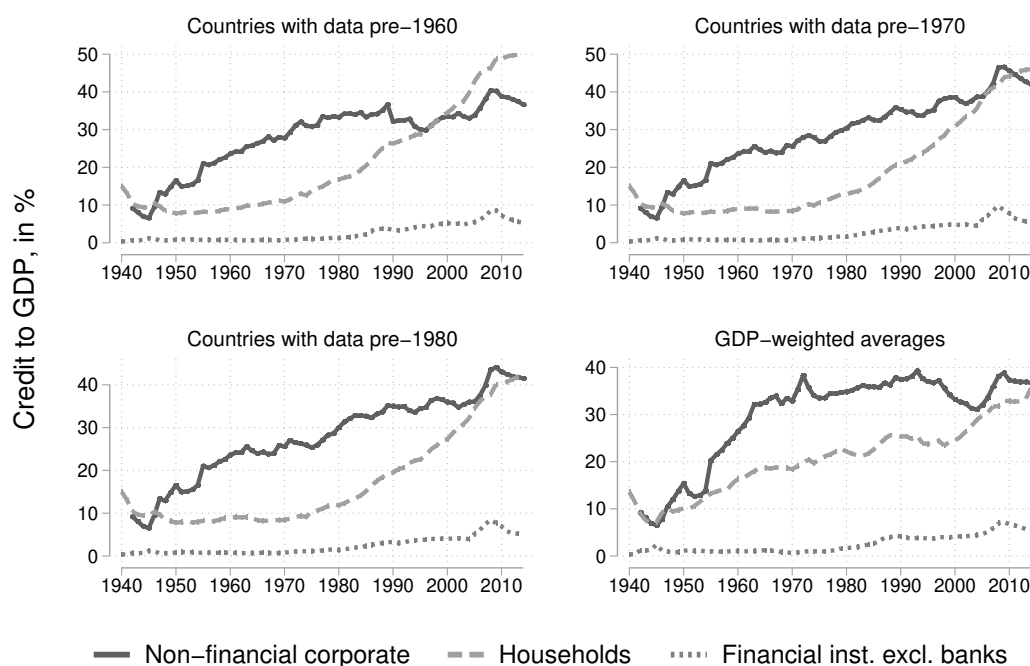 Credit to GDP, in %
Countries with data pre−1960
50
40
30
20
10
0
1940 1950 1960 1970 1980 1990 2000 2010
Countries with data pre−1970
50
40
30
20
10
0
1940 1950 1960 1970 1980 1990 2000 2010
Countries with data pre−1980
40
30
20
10
0
1940 1950 1960 1970 1980 1990 2000 2010
GDP−weighted averages
40
30
20
10
0
1940 1950 1960 1970 1980 1990 2000 2010
Non−financial corporate Households Financial inst. excl. banks